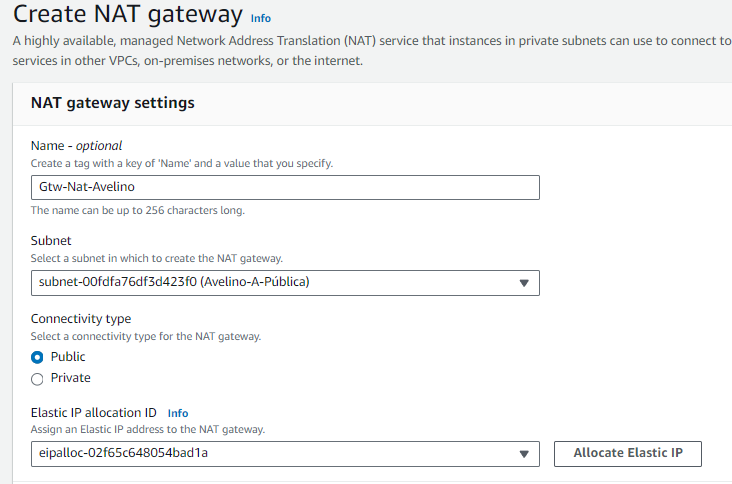 Create NAT gateway Info
A highly available, managed Network Address Translation (NAT) service that instances in private subnets can use to connect to
services in other VPCs, on-premises networks, or the internet.
NAT gateway settings
Name - optional
Create a tag with a key of 'Name' and a value that you specify.
Gtw-Nat-Avelino
The name can be up to 256 characters long.
Subnet
Select a subnet in which to create the NAT gateway.
subnet-00fdfa76df3d423f0 (Avelino-A-Pública)
Connectivity type
Select a connectivity type for the NAT gateway.
Public
Private
Elastic IP allocation ID Info
Assign an Elastic IP address to the NAT gateway.
eipalloc-02f65c648054bad1a
Allocate Elastic IP